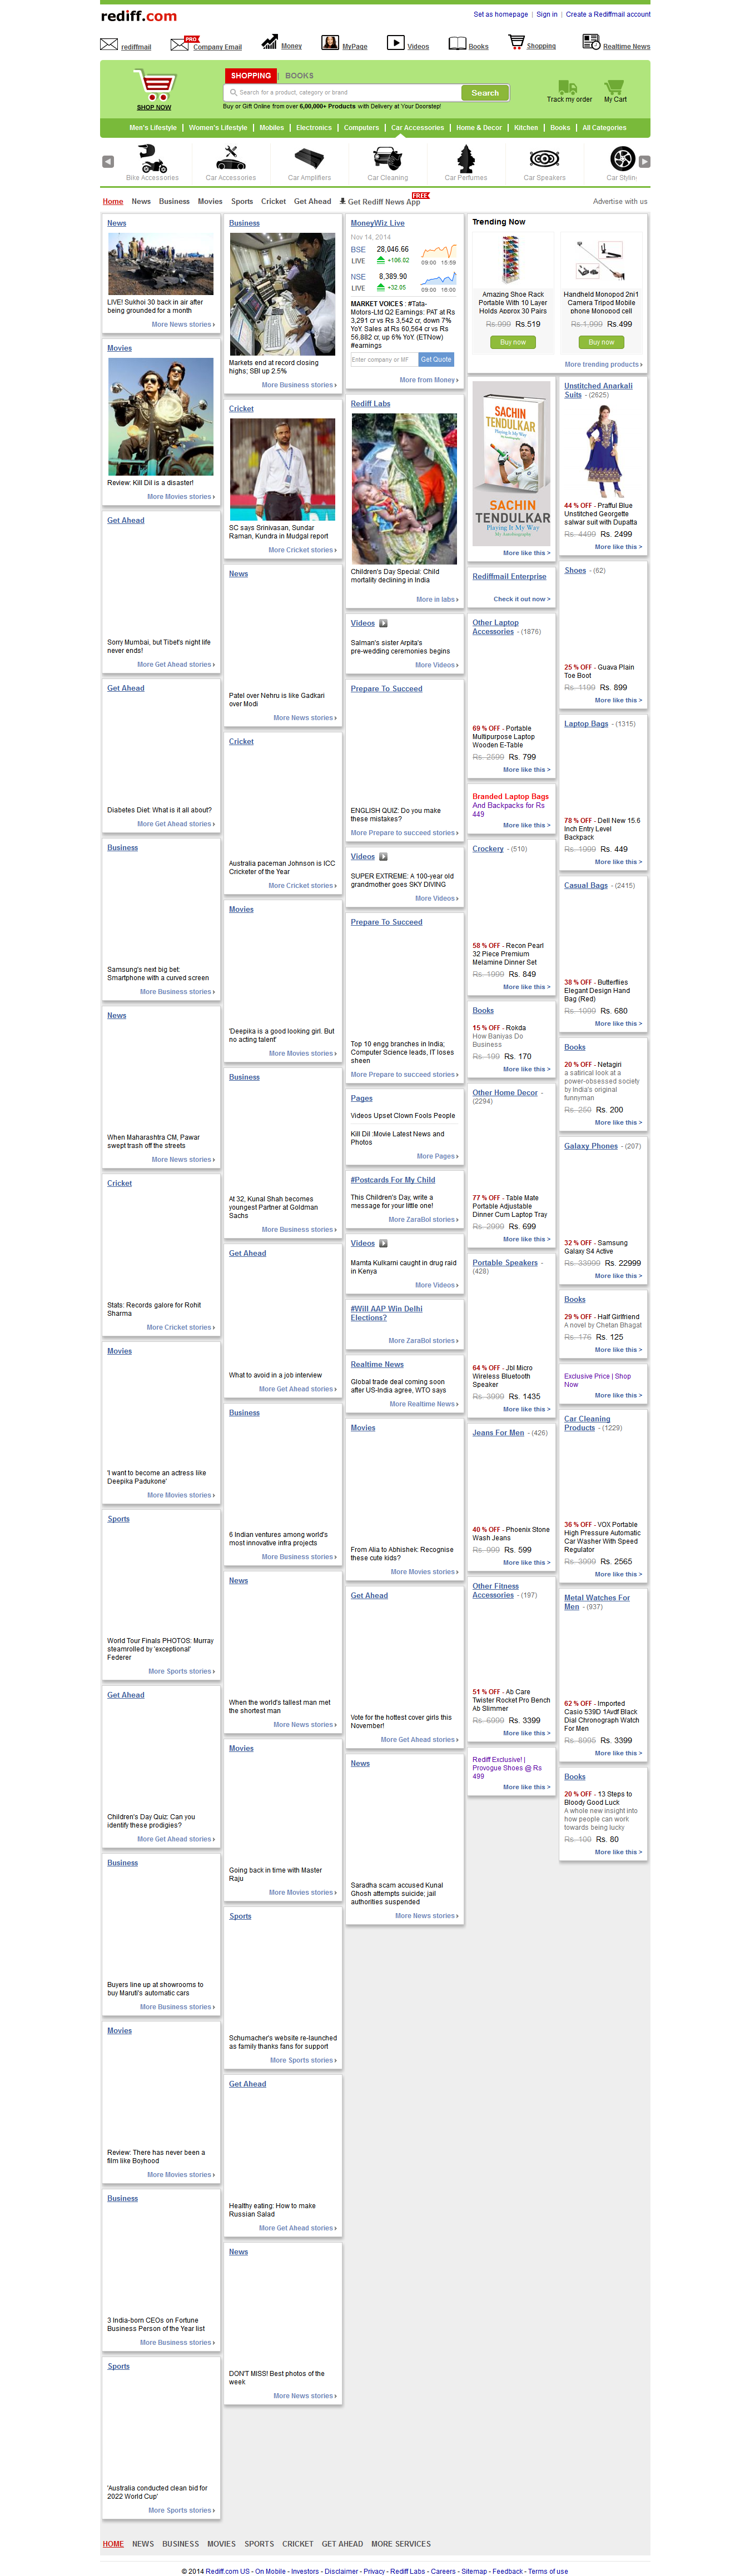 rediff.com
Set as homepage | Sign in | Create a Rediffmail account
rediffmail
PRO
Company Email
Money
MyPage
Videos
Books
Shopping
Realtime News
SHOP NOW
SHOPPING
BOOKS
Search for a product, category or brand
Search
Buy or Gift Online from over 6,00,000+ Products with Delivery at Your Doorstep!
Track my order
My Cart
Men's Lifestyle | Women's Lifestyle | Mobiles | Electronics | Computers | Car Accessories | Home & Decor | Kitchen | Books | All Categories
Bike Accessories
Car Accessories
Car Amplifiers
Car Cleaning
Car Perfumes
Car Speakers
Car Stylin
Home News Business Movies Sports Cricket Get Ahead Get Rediff News App
FREE
Advertise with us
News
LIVE! Sukhoi 30 back in air after
being grounded for a month
More News stories
Movies
Review: Kill Dil is a disaster!
More Movies stories
Get Ahead
Sorry Mumbai, but Tibet's night life
never ends!
More Get Ahead stories
Get Ahead
Diabetes Diet: What is it all about?
More Get Ahead stories
Business
Samsung's next big bet:
Smartphone with a curved screen
More Business stories
News
When Maharashtra CM, Pawar
swept trash off the streets
More News stories
Cricket
Stats: Records galore for Rohit
Sharma
More Cricket stories
Movies
'I want to become an actress like
Deepika Padukone'
More Movies stories
Sports
World Tour Finals PHOTOS: Murray
steamrolled by 'exceptional'
Federer
More Sports stories
Get Ahead
Children's Day Quiz: Can you
identify these prodigies?
More Get Ahead stories
Business
Buyers line up at showrooms to
buy Maruti's automatic cars
More Business stories
Movies
Review: There has never been a
film like Boyhood
More Movies stories
Business
3 India-born CEOs on Fortune
Business Person of the Year list
More Business stories
Sports
'Australia conducted clean bid for
2022 World Cup'
More Sports stories
Business
Markets end at record closing
highs; SBI up 2.5%
More Business stories
Cricket
SC says Srinivasan, Sundar
Raman, Kundra in Mudgal report
More Cricket stories
News
Patel over Nehru is like Gadkari
over Modi
More News stories
Cricket
Australia paceman Johnson is ICC
Cricketer of the Year
More Cricket stories
Movies
'Deepika is a good looking girl. But
no acting talent'
More Movies stories
Business
At 32, Kunal Shah becomes
youngest Partner at Goldman
Sachs
More Business stories
Get Ahead
What to avoid in a job interview
More Get Ahead stories
Business
6 Indian ventures among world's
most innovative infra projects
More Business stories
News
When the world's tallest man met
the shortest man
More News stories
Movies
Going back in time with Master
Raju
More Movies stories
Sports
Schumacher's website re-launched
as family thanks fans for support
More Sports stories
Get Ahead
Healthy eating: How to make
Russian Salad
More Get Ahead stories
News
DON'T MISS! Best photos of the
week
More News stories
MoneyWiz Live
Nov 14, 2014
BSE 28,046.66
LIVE +106.02
09:00 15:59
NSE 8,389.90
LIVE +32.05
09:00 16:00
MARKET VOICES : #Tata-
Motors-Ltd Q2 Earnings: PAT at Rs
3,291 cr vs Rs 3,542 cr, down 7%
YoY. Sales at Rs 60,564 cr vs Rs
56,882 cr, up 6% YoY. (ETNow)
#earnings
Enter company or MF
Get Quote
More from Money
Rediff Labs
Children's Day Special: Child
mortality declining in India
More in labs
Videos
Salman's sister Arpita's
pre-wedding ceremonies begins
More Videos
Prepare To Succeed
ENGLISH QUIZ: Do you make
these mistakes?
More Prepare to succeed stories
Videos
SUPER EXTREME: A 100-year old
grandmother goes SKY DIVING
More Videos
Prepare To Succeed
Top 10 engg branches in India;
Computer Science leads, IT loses
sheen
More Prepare to succeed stories
Pages
Videos Upset Clown Fools People
Kill Dil :Movie Latest News and
Photos
More Pages
#Postcards For My Child
This Children's Day, write a
message for your little one!
More ZaraBol stories
Videos
Mamta Kulkarni caught in drug raid
in Kenya
More Videos
#Will AAP Win Delhi
Elections?
More ZaraBol stories
Realtime News
Global trade deal coming soon
after US-India agree, WTO says
More Realtime News
Movies
From Alia to Abhishek: Recognise
these cute kids?
More Movies stories
Get Ahead
Vote for the hottest cover girls this
November!
More Get Ahead stories
News
Saradha scam accused Kunal
Ghosh attempts suicide; jail
authorities suspended
More News stories
Trending Now
Amazing Shoe Rack
Portable With 10 Layer
Holds Approx 30 Pairs
Rs.999 Rs.519
Buy now
Handheld Monopod 2in1
Camera Tripod Mobile
phone Monopod cell
Rs.1,999 Rs.499
Buy now
More trending products
SACHIN
TENDULKAR
Playing It My Way
SACHIN
TENDULKAR
Playing It My Way
My Autobiography
More like this >
Rediffmail Enterprise
Check it out now >
Other Laptop
Accessories - (1876)
69 % OFF - Portable
Multipurpose Laptop
Wooden E-Table
Rs. 2599 Rs. 799
More like this >
Branded Laptop Bags
And Backpacks for Rs
449
More like this >
Crockery - (510)
58 % OFF - Recon Pearl
32 Piece Premium
Melamine Dinner Set
Rs. 1999 Rs. 849
More like this >
Books
15 % OFF - Rokda
How Baniyas Do
Business
Rs. 199 Rs. 170
More like this >
Other Home Decor -
(2294)
77 % OFF - Table Mate
Portable Adjustable
Dinner Cum Laptop Tray
Rs. 2999 Rs. 699
More like this >
Portable Speakers -
(428)
64 % OFF - Jbl Micro
Wireless Bluetooth
Speaker
Rs. 3999 Rs. 1435
More like this >
Jeans For Men - (426)
40 % OFF - Phoenix Stone
Wash Jeans
Rs. 999 Rs. 599
More like this >
Other Fitness
Accessories - (197)
51 % OFF - Ab Care
Twister Rocket Pro Bench
Ab Slimmer
Rs. 6999 Rs. 3399
More like this >
Rediff Exclusive! |
Provogue Shoes @ Rs
499
More like this >
Unstitched Anarkali
Suits - (2625)
44 % OFF - Prafful Blue
Unstitched Georgette
salwar suit with Dupatta
Rs. 4499 Rs. 2499
More like this >
Shoes - (62)
25 % OFF - Guava Plain
Toe Boot
Rs. 1199 Rs. 899
More like this >
Laptop Bags - (1315)
78 % OFF - Dell New 15.6
Inch Entry Level
Backpack
Rs. 1999 Rs. 449
More like this >
Casual Bags - (2415)
38 % OFF - Butterflies
Elegant Design Hand
Bag (Red)
Rs. 1099 Rs. 680
More like this >
Books
20 % OFF - Netagiri
a satirical look at a
power-obsessed society
by India's original
funnyman
Rs. 250 Rs. 200
More like this >
Galaxy Phones - (207)
32 % OFF - Samsung
Galaxy S4 Active
Rs. 33999 Rs. 22999
More like this >
Books
29 % OFF - Half Girlfriend
A novel by Chetan Bhagat
Rs. 176 Rs. 125
More like this >
Exclusive Price | Shop
Now
More like this >
Car Cleaning
Products - (1229)
36 % OFF - VOX Portable
High Pressure Automatic
Car Washer With Speed
Regulator
Rs. 3999 Rs. 2565
More like this >
Metal Watches For
Men - (937)
62 % OFF - Imported
Casio 539D 1Avdf Black
Dial Chronograph Watch
For Men
Rs. 8995 Rs. 3399
More like this >
Books
20 % OFF - 13 Steps to
Bloody Good Luck
A whole new insight into
how people can work
towards being lucky
Rs. 100 Rs. 80
More like this >
HOME NEWS BUSINESS MOVIES SPORTS CRICKET GET AHEAD MORE SERVICES
© 2014 Rediff.com US - On Mobile - Investors - Disclaimer - Privacy - Rediff Labs - Careers - Sitemap - Feedback - Terms of use